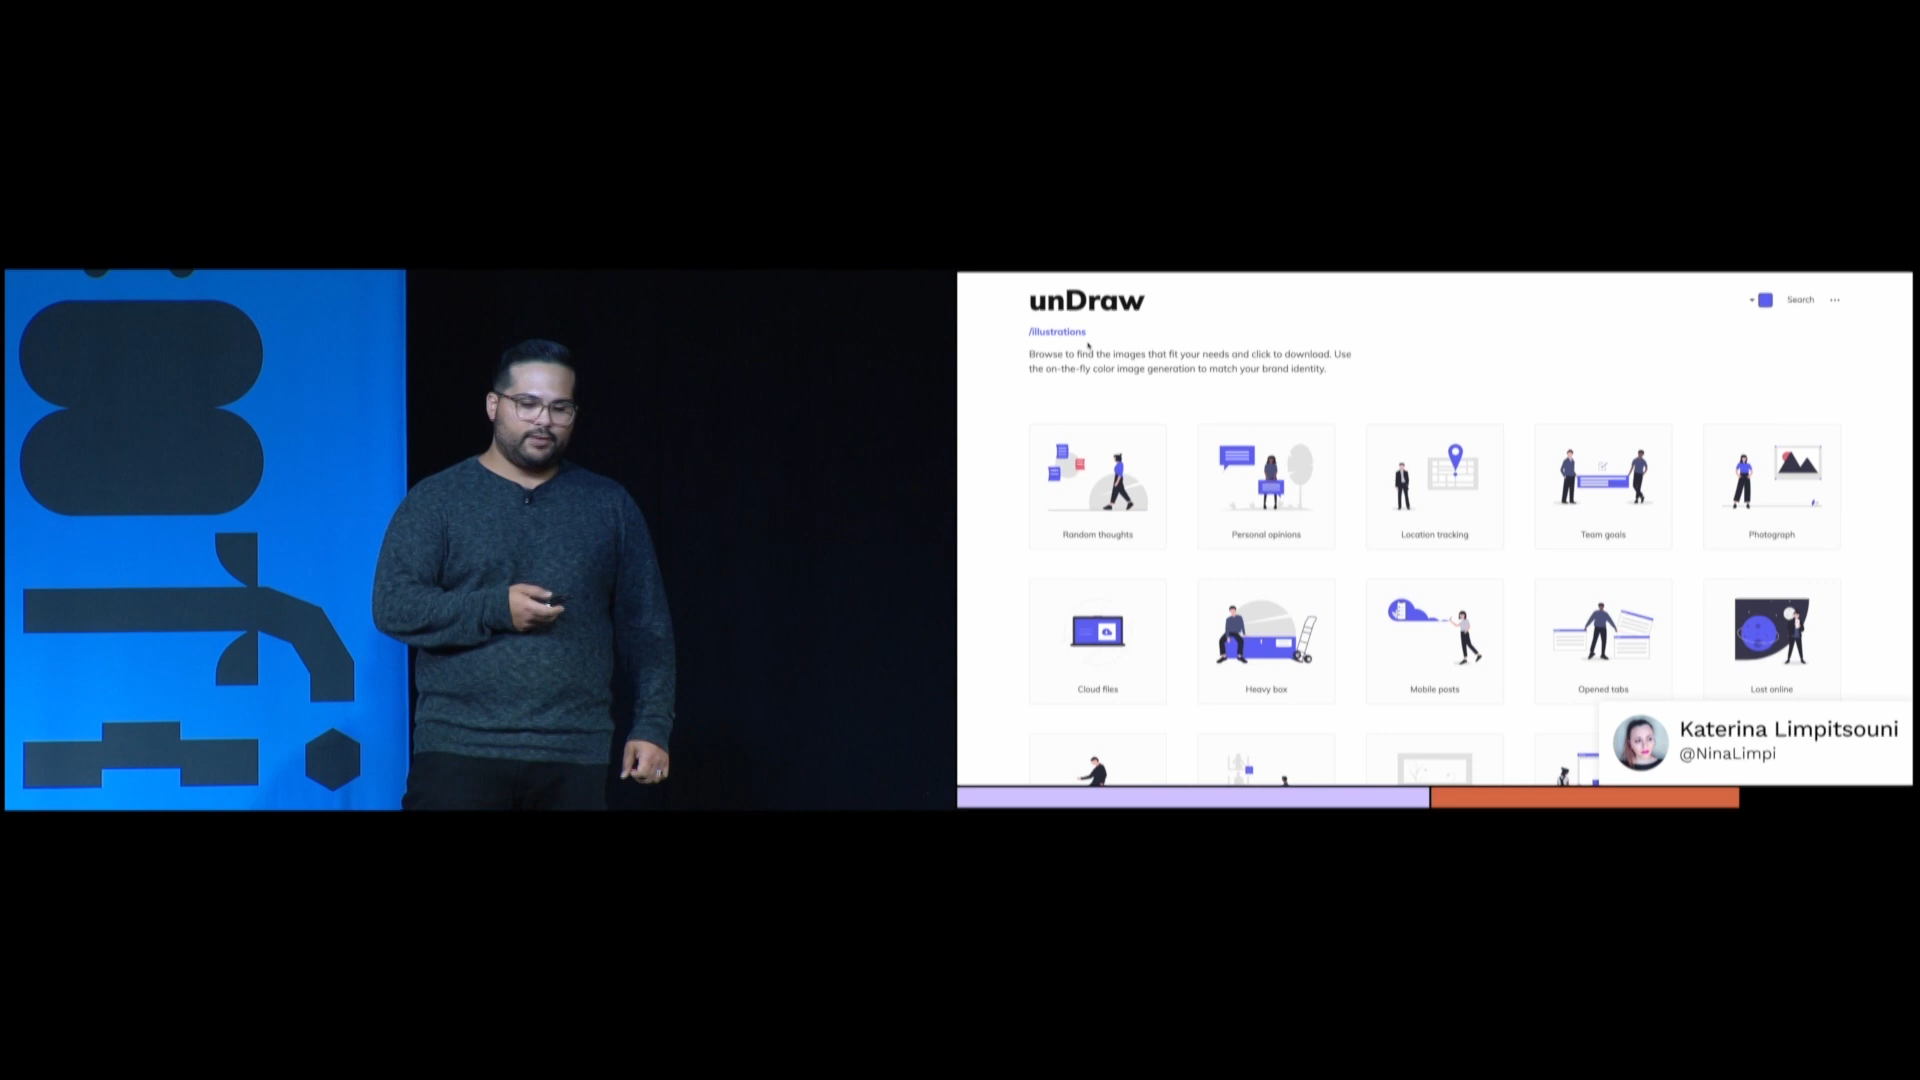 unDraw
Search
/illustrations
Browse to find the images that fit your needs and click to download. Use
the on-the-fly color image generation to match your brand identity.
Random thoughts
Personal opinions
Location tracking
Team goals
Photograph
Cloud files
Heavy box
Mobile posts
Opened tabs
Lost online
Katerina Limpitsouni
@NinaLimpi